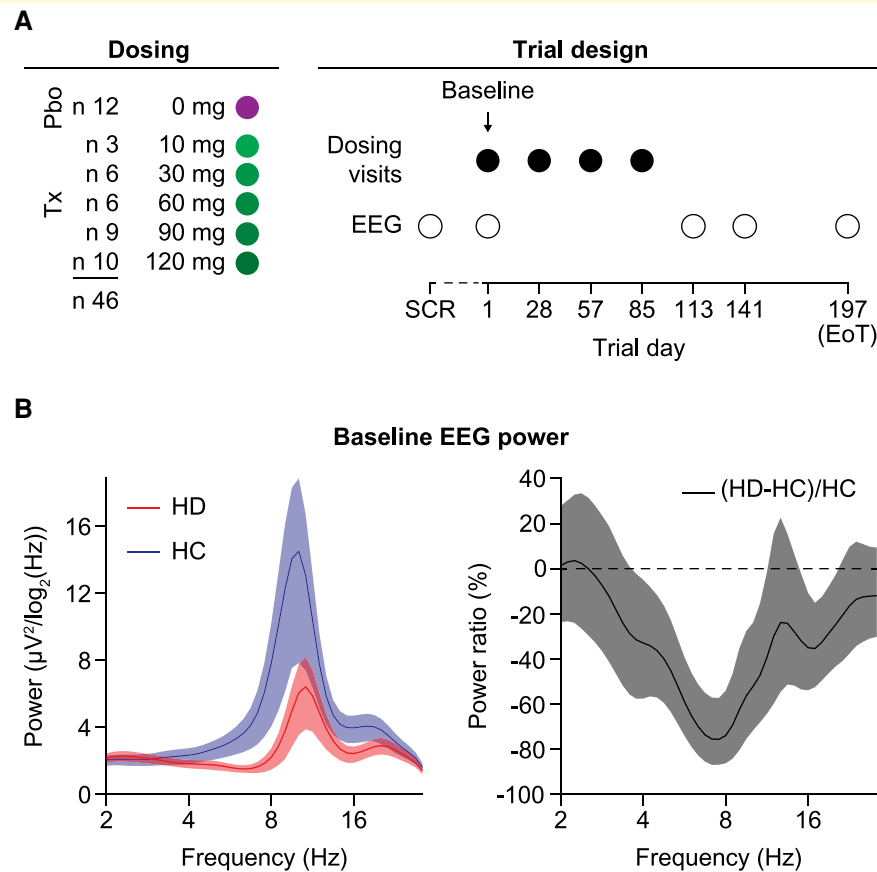 A
Dosing
Pbo
n 12 0 mg
Tx
n 3 10 mg
n 6 30 mg
n 6 60 mg
n 9 90 mg
n 10 120 mg
n 46
Trial design
Baseline
Dosing
visits
EEG
SCR 1 28 57 85 113 141 197
(EoT)
Trial day
B
Baseline EEG power
HD
HC
Power (µV²/log₂(Hz))
16
12
8
4
0
2 4 8 16
Frequency (Hz)
(HD-HC)/HC
Power ratio (%)
40
20
0
-20
-40
-60
-80
-100
2 4 8 16
Frequency (Hz)